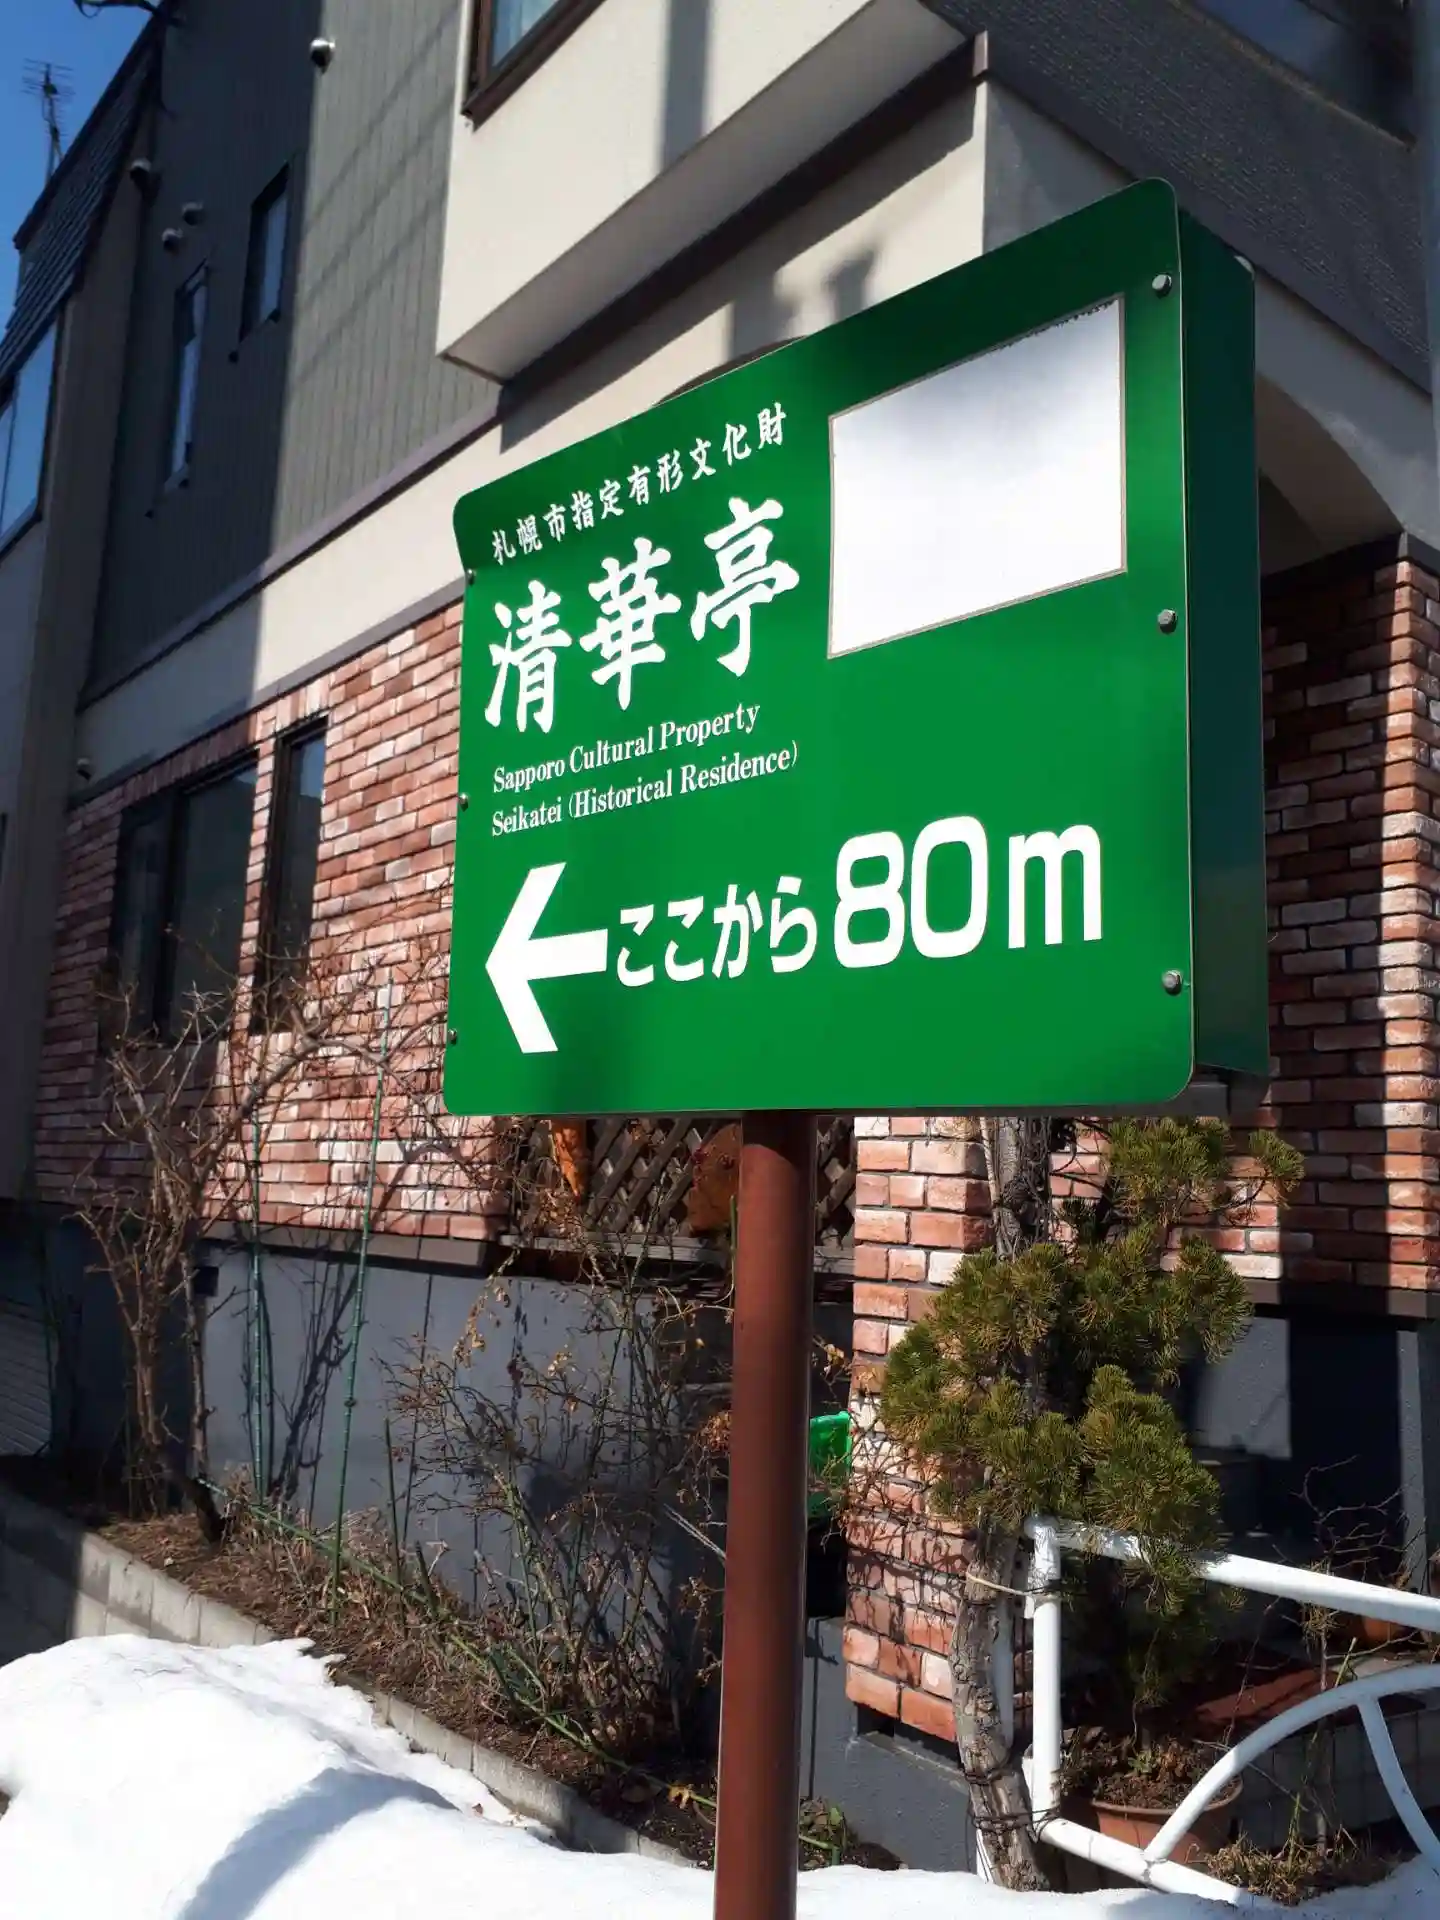 札幌市指定有形文化財
清華亭
Sapporo Cultural Property
Seikatei (Historical Residence)
←ここから80m